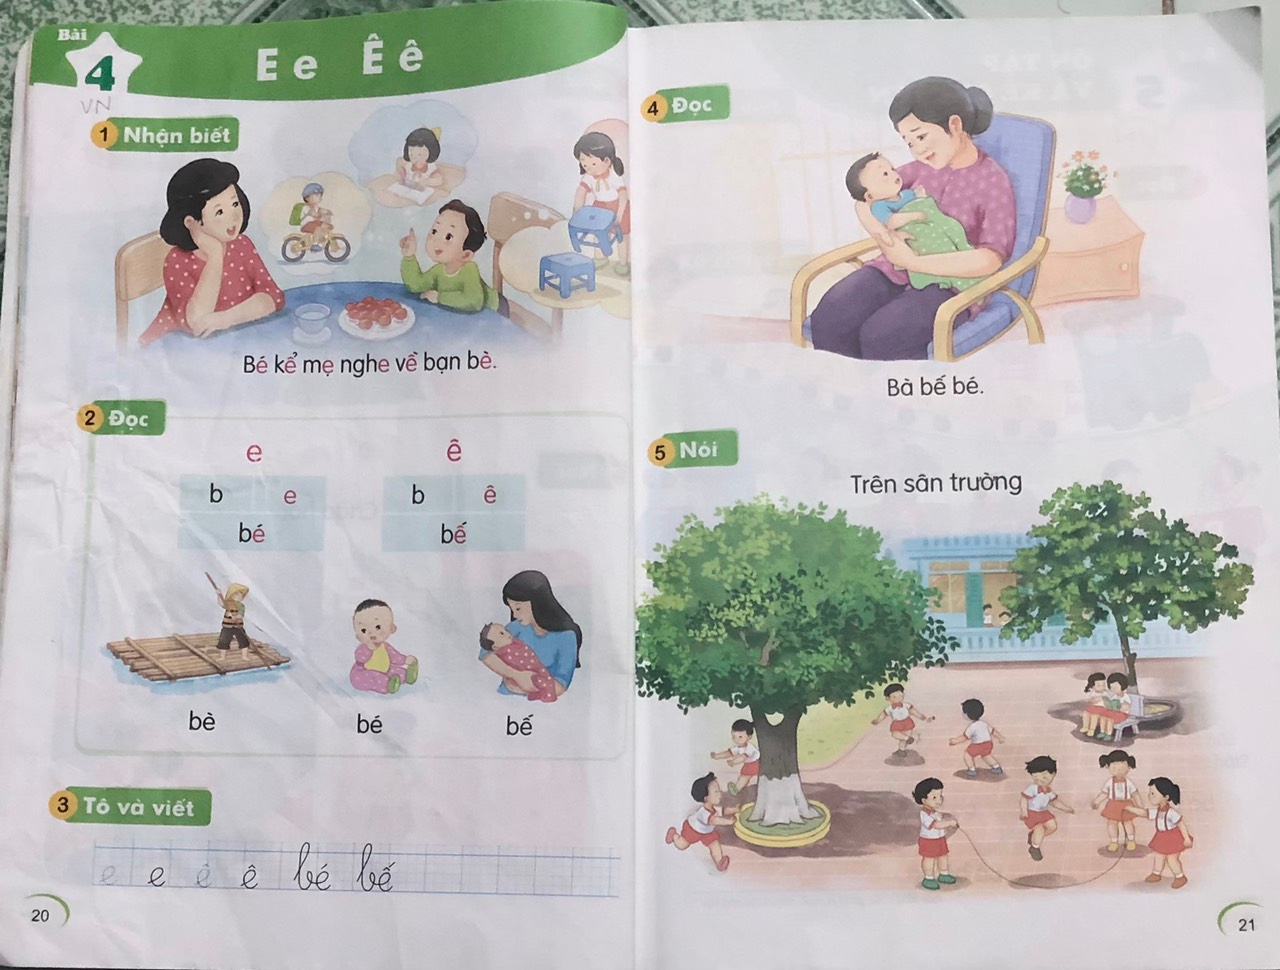 Bài
4
E e Ê ê
VN
1 Nhận biết
Bé kể mẹ nghe về bạn bè.
2 Đọc
e ê
b e b ê
bé bế
bè bé bế
3 Tô và viết
e e ê ê bé bế
20
4 Đọc
Bà bế bé.
5 Nói
Trên sân trường
21